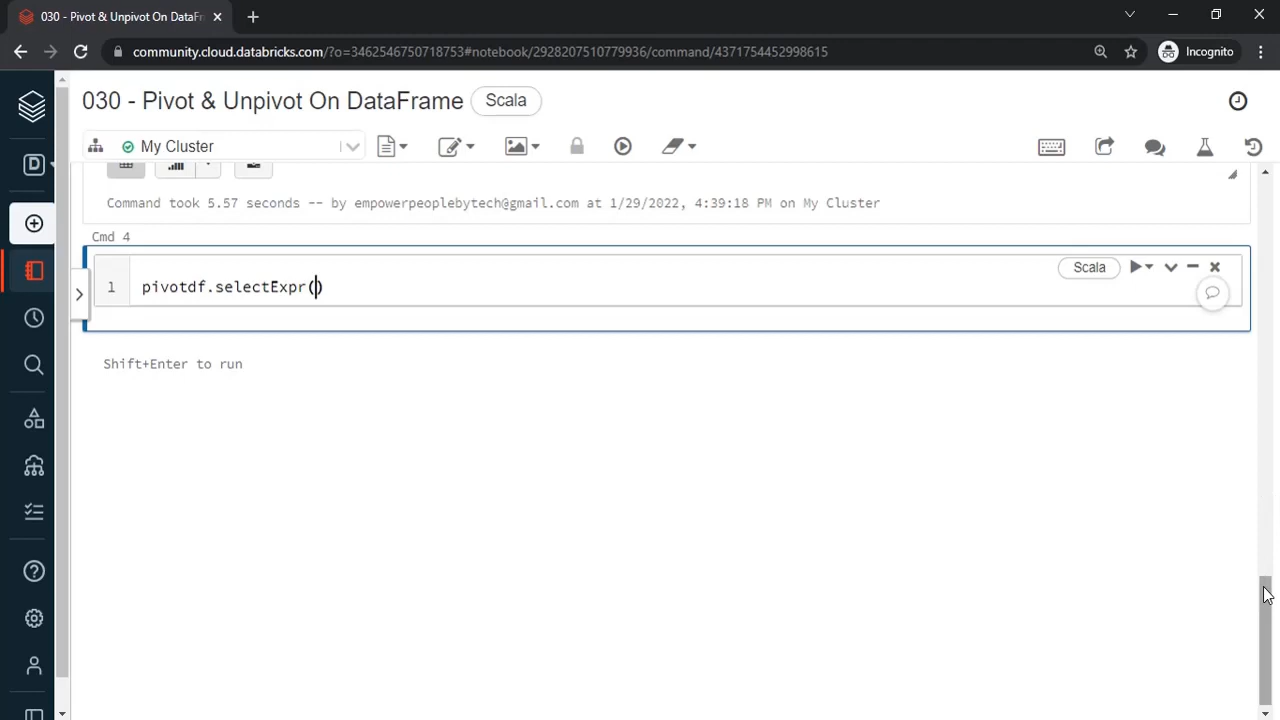 030 - Pivot & Unpivot On DataFr
community.cloud.databricks.com/?o=3462546750718753#notebook/2928207510779936/command/4371754452998615
Incognito
030 - Pivot & Unpivot On DataFrame
Scala
D
My Cluster
Command took 5.57 seconds -- by empowerpeoplebytech@gmail.com at 1/29/2022, 4:39:18 PM on My Cluster
Cmd 4
Scala
1 pivotdf.selectExpr()
Shift+Enter to run